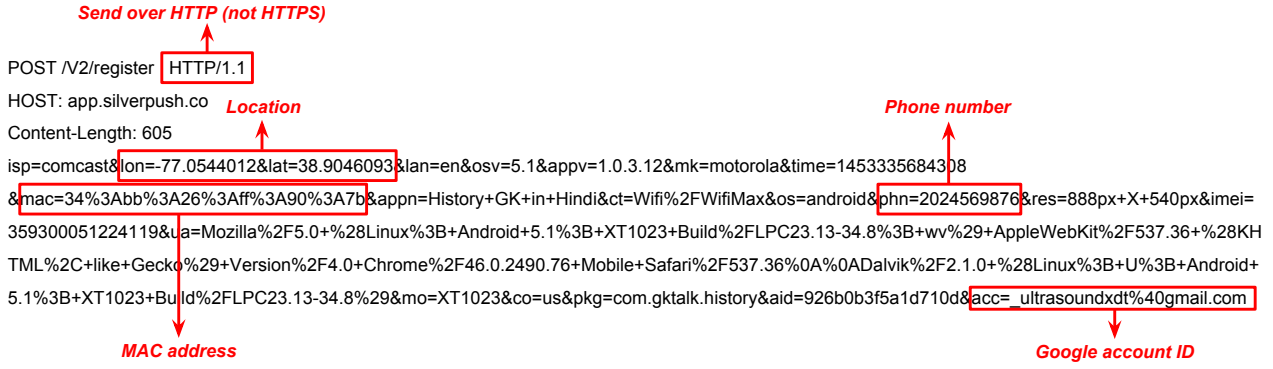 Send over HTTP (not HTTPS)
POST /V2/register HTTP/1.1
HOST: app.silverpush.co
Location
Phone number
Content-Length: 605
isp=comcast&lon=-77.0544012&lat=38.9046093&lan=en&osv=5.1&appv=1.0.3.12&mk=motorola&time=1453335684308
&mac=34%3Abb%3A26%3Aff%3A90%3A7b&appn=History+GK+in+Hindi&ct=Wifi%2FWifiMax&os=android&phn=2024569876&res=888px+X+540px&imei=
359300051224119&ua=Mozilla%2F5.0+%28Linux%3B+Android+5.1%3B+XT1023+Build%2FLPC23.13-34.8%3B+wv%29+AppleWebKit%2F537.36+%28KH
TML%2C+like+Gecko%29+Version%2F4.0+Chrome%2F46.0.2490.76+Mobile+Safari%2F537.36%0A%0ADalvik%2F2.1.0+%28Linux%3B+U%3B+Android+
5.1%3B+XT1023+Build%2FLPC23.13-34.8%29&mo=XT1023&co=us&pkg=com.gktalk.history&aid=926b0b3f5a1d710d&acc=_ultrasoundxdt%40gmail.com
MAC address
Google account ID